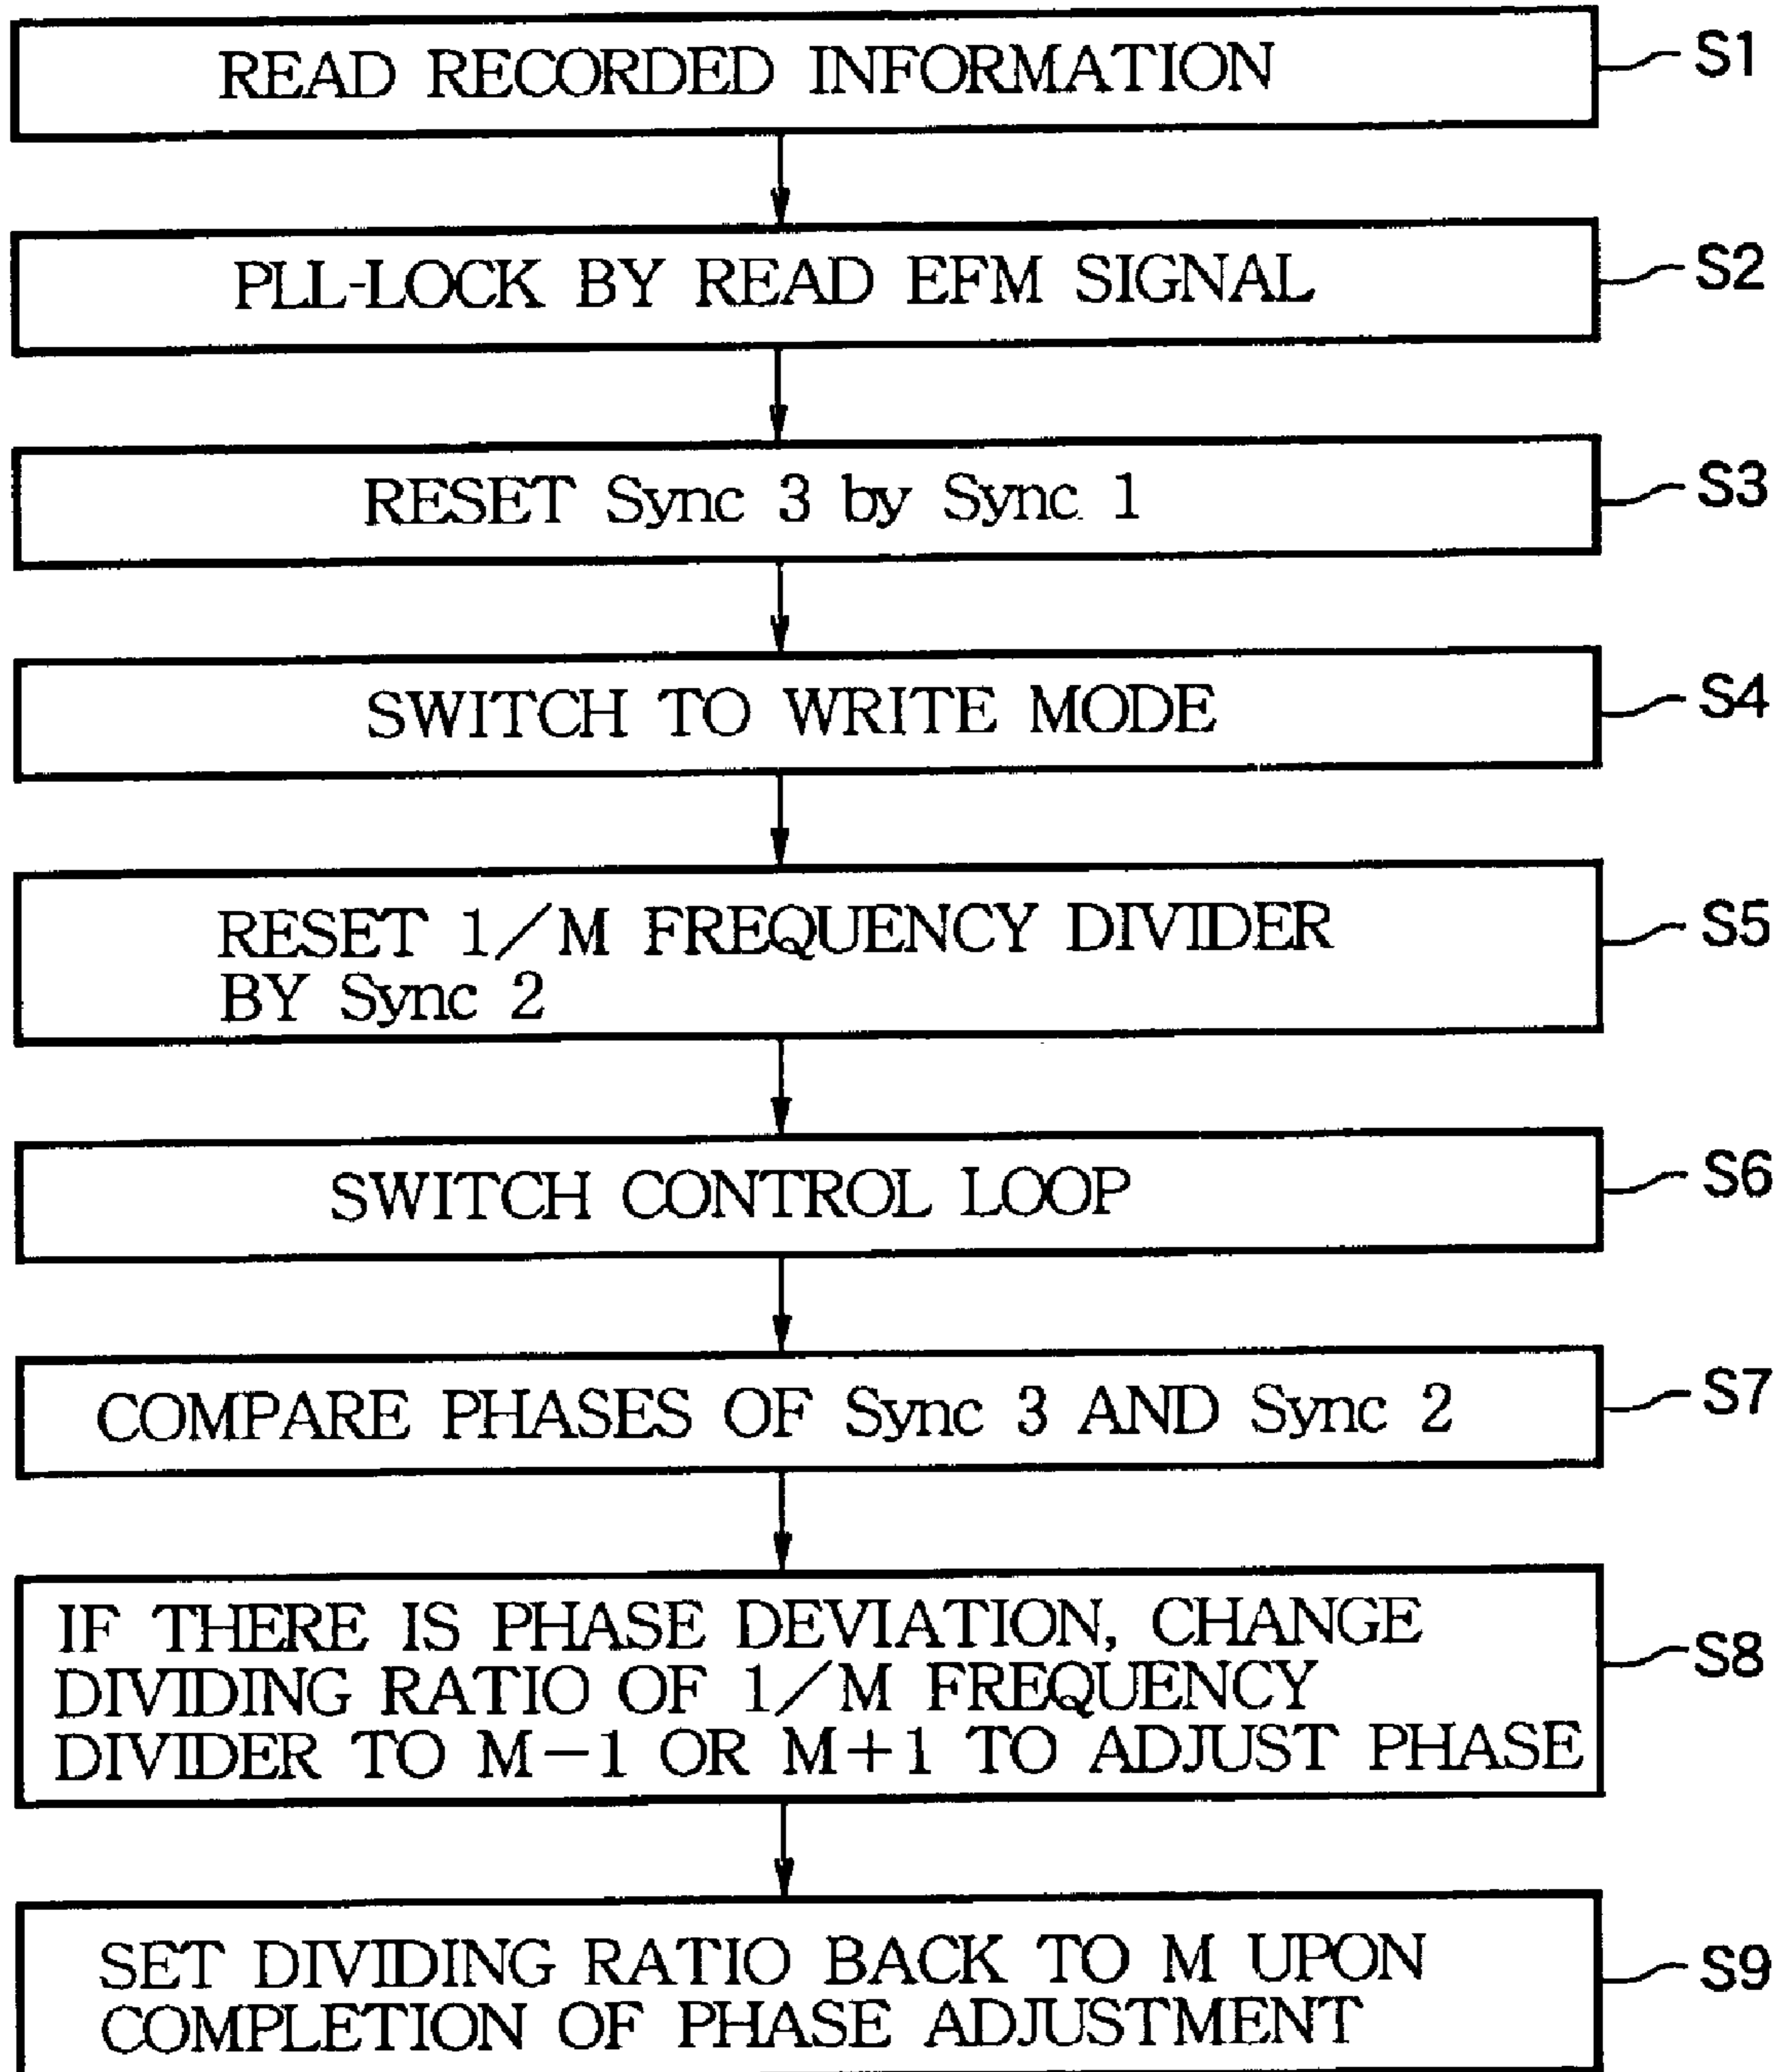 READ RECORDED INFORMATION
S1
PLL-LOCK BY READ EFM SIGNAL
S2
RESET Sync 3 by Sync 1
S3
SWITCH TO WRITE MODE
S4
RESET 1/M FREQUENCY DIVIDER
BY Sync 2
S5
SWITCH CONTROL LOOP
S6
COMPARE PHASES OF Sync 3 AND Sync 2
S7
IF THERE IS PHASE DEVIATION, CHANGE
DIVIDING RATIO OF 1/M FREQUENCY
DIVIDER TO M−1 OR M+1 TO ADJUST PHASE
S8
SET DIVIDING RATIO BACK TO M UPON
COMPLETION OF PHASE ADJUSTMENT
S9